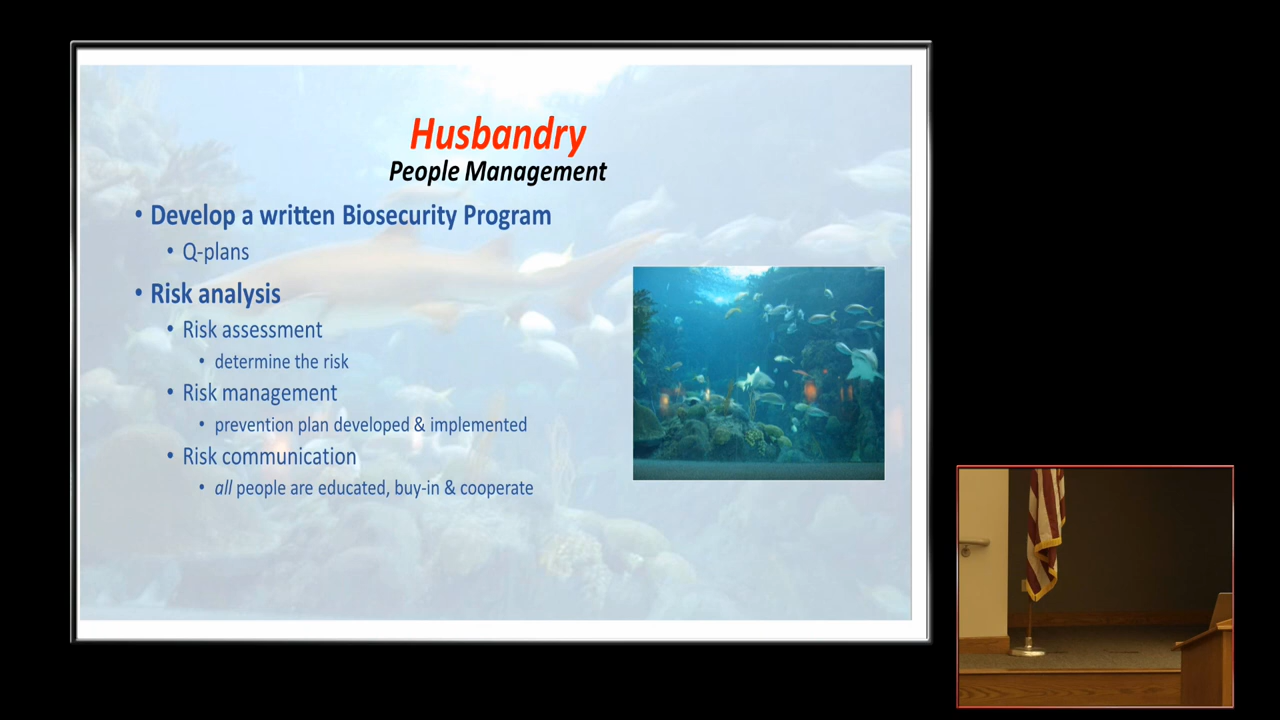 Husbandry
People Management
• Develop a written Biosecurity Program
• Q-plans
• Risk analysis
• Risk assessment
• determine the risk
• Risk management
• prevention plan developed & implemented
• Risk communication
• all people are educated, buy-in & cooperate